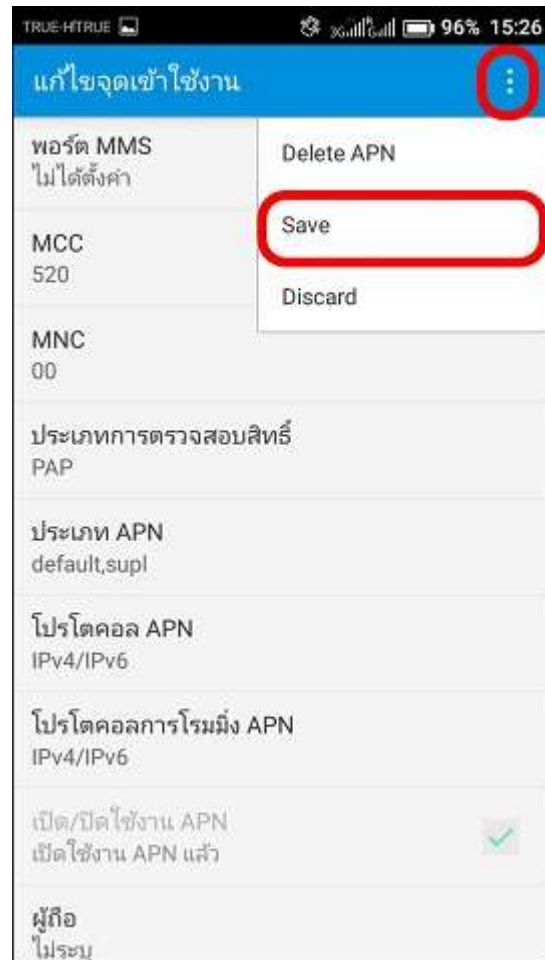 TRUE-HTRUE 96% 15:26
แก้ไขจุดเข้าใช้งาน
พอร์ต MMS
ไม่ได้ตั้งค่า
Delete APN
Save
Discard
MCC
520
MNC
00
ประเภทการตรวจสอบสิทธิ์
PAP
ประเภท APN
default,supl
โปรโตคอล APN
IPv4/IPv6
โปรโตคอลการโรมมิ่ง APN
IPv4/IPv6
เปิด/ปิดใช้งาน APN
เปิดใช้งาน APN แล้ว
ผู้ถือ
ไม่ระบุ